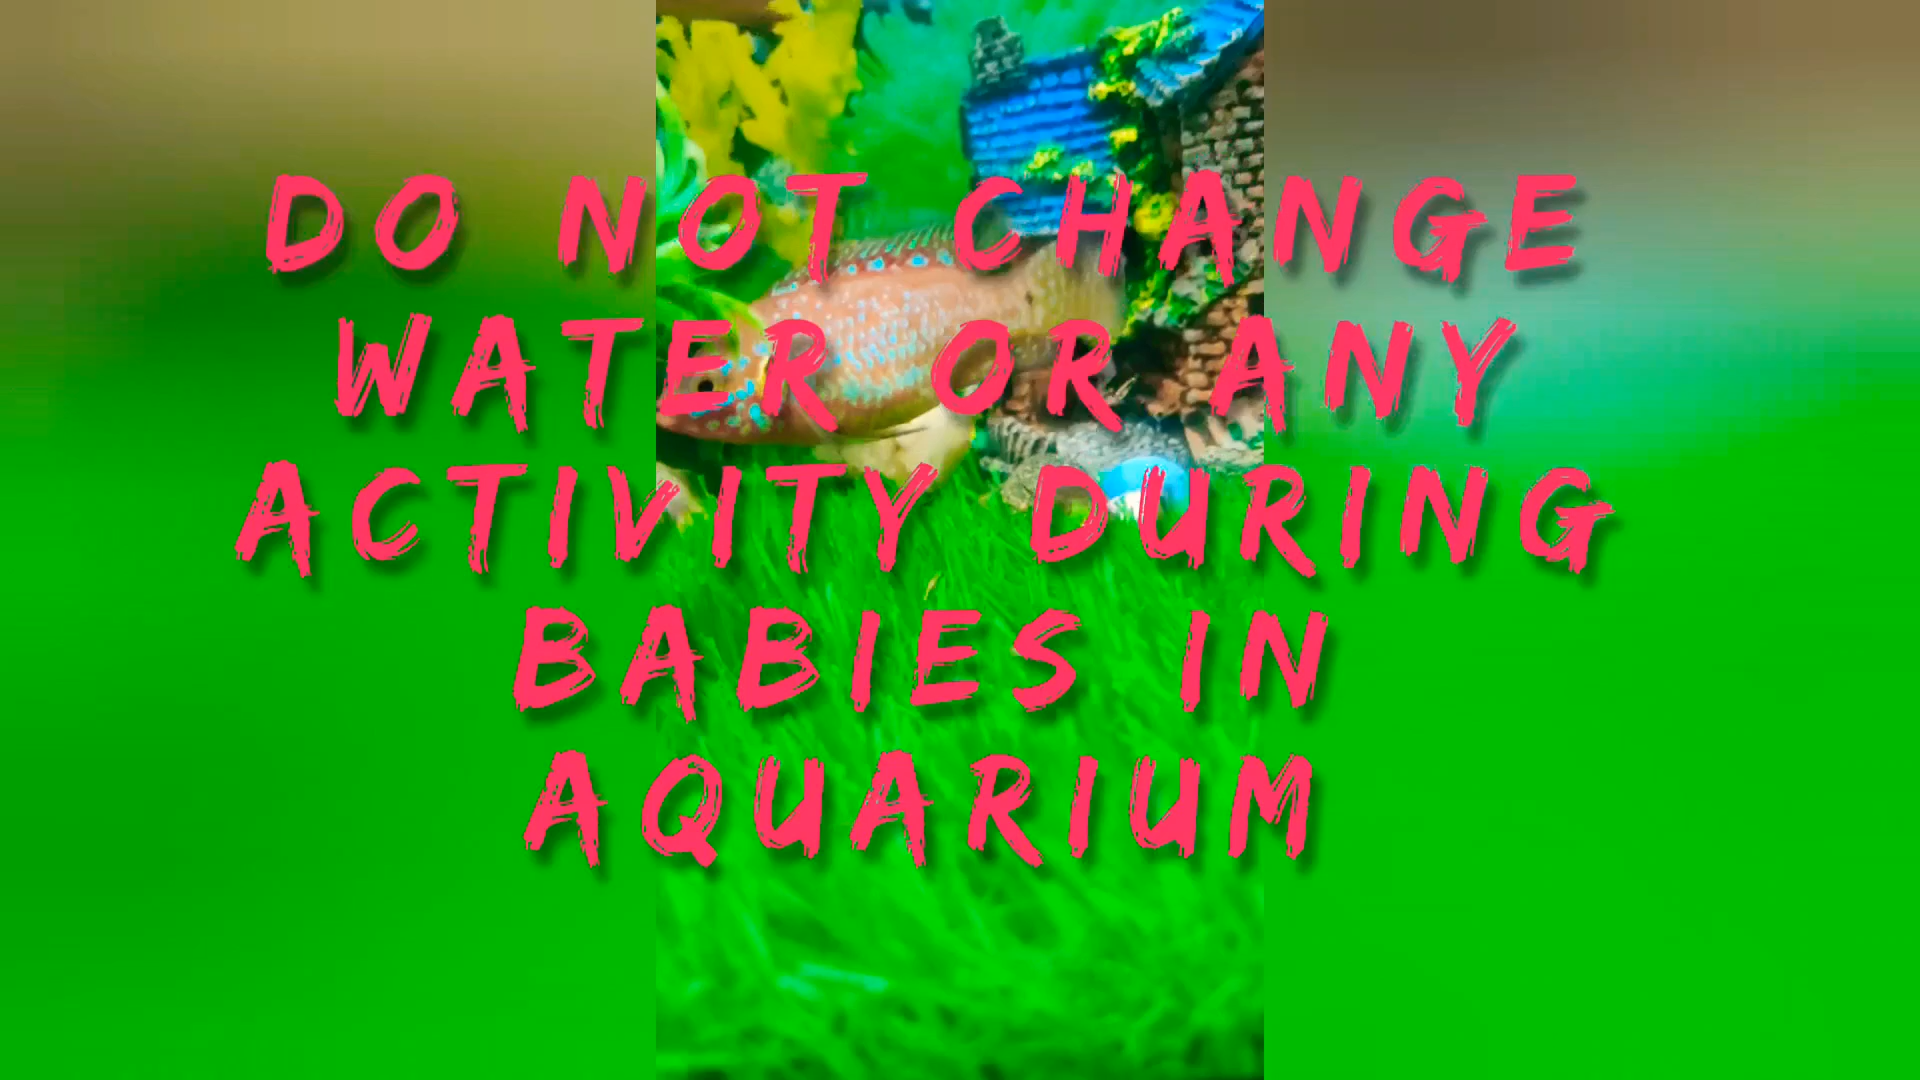 DO NOT CHANGE
WATER OR ANY
ACTIVITY DURING
BABIES IN
AQUARIUM